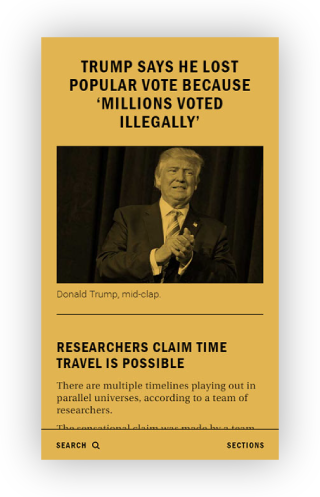 TRUMP SAYS HE LOST
POPULAR VOTE BECAUSE
‘MILLIONS VOTED
ILLEGALLY’
Donald Trump, mid-clap.
RESEARCHERS CLAIM TIME
TRAVEL IS POSSIBLE
There are multiple timelines playing out in
parallel universes, according to a team of
researchers.
The sensational claim was made by a team
SEARCH
SECTIONS